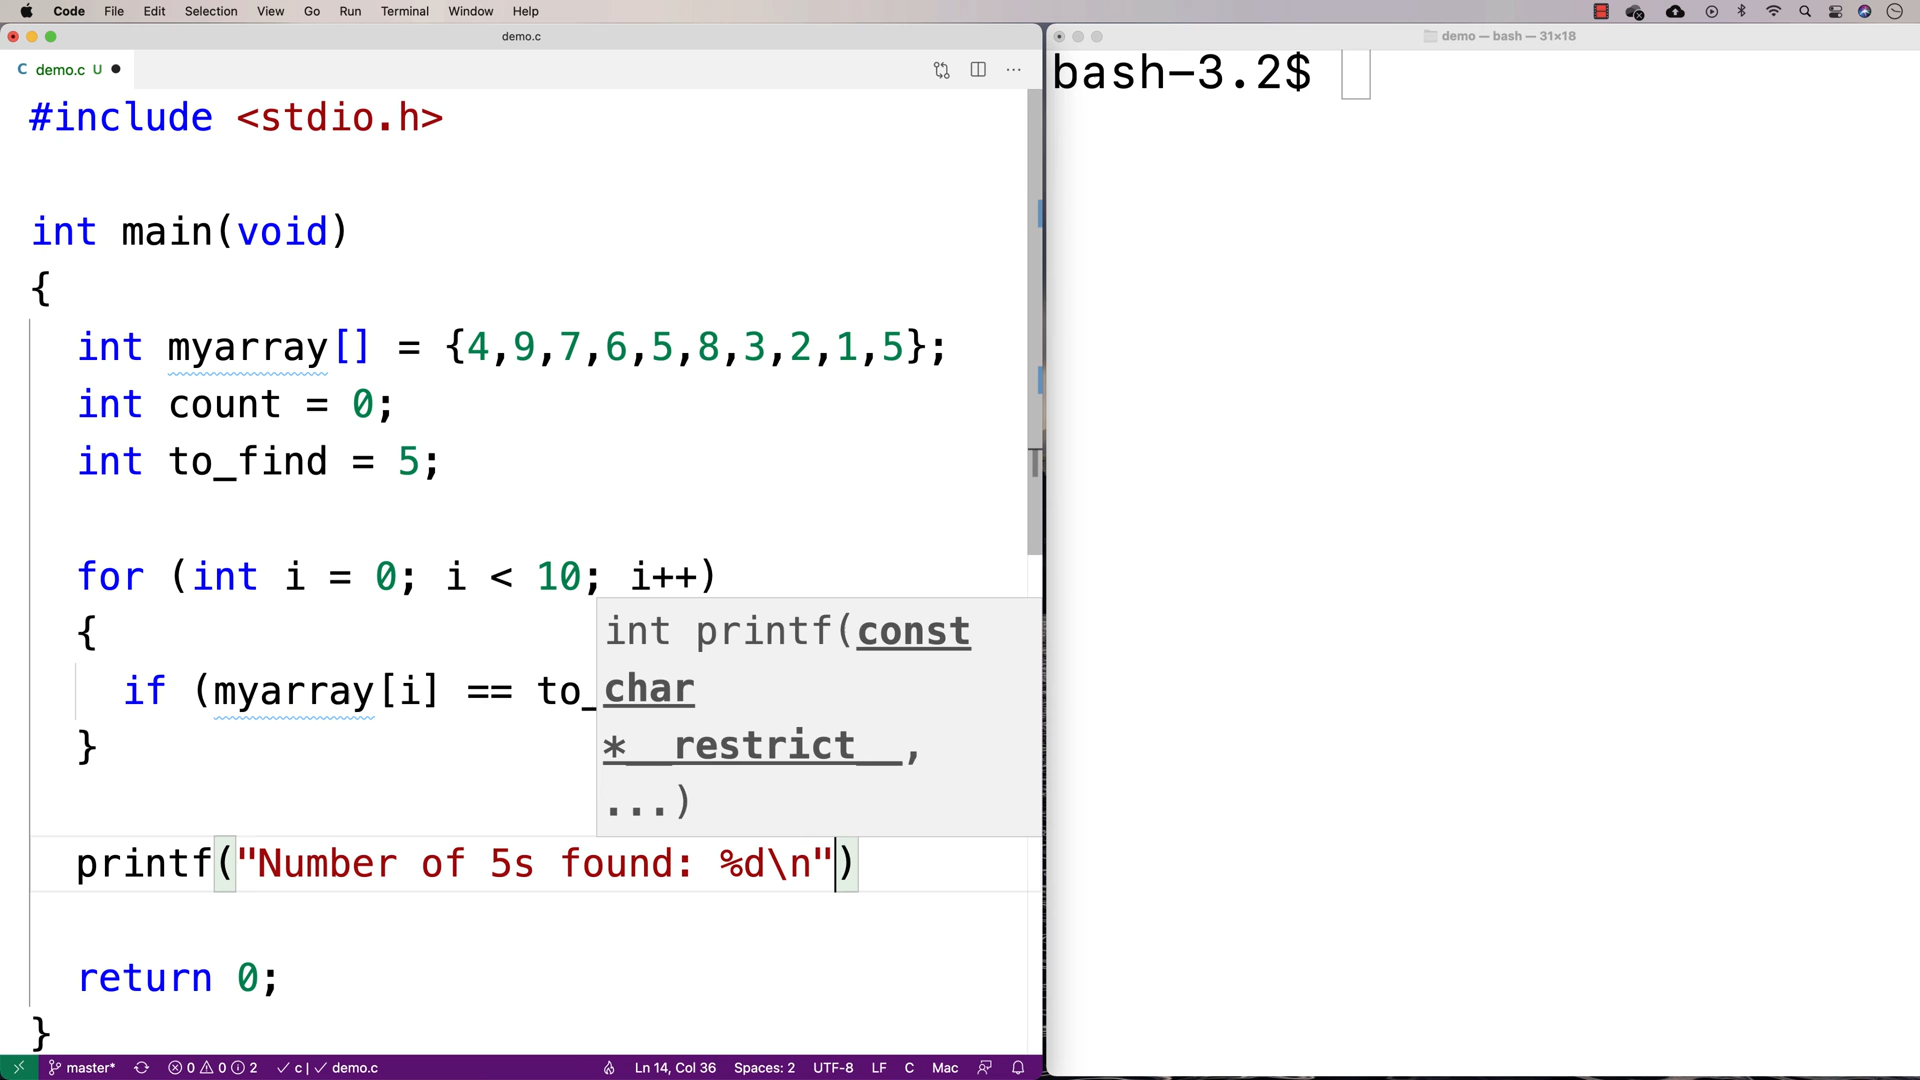 Code File Edit Selection View Go Run Terminal Window Help
demo.c
C demo.c U
#include <stdio.h>
int main(void)
{
int myarray[] = {4,9,7,6,5,8,3,2,1,5};
int count = 0;
int to_find = 5;
for (int i = 0; i < 10; i++)
{
if (myarray[i] == to_
}
int printf(const
char
*__restrict__,
...)
printf("Number of 5s found: %d\n")
return 0;
}
master* 0 0 2 c | demo.c Ln 14, Col 36 Spaces: 2 UTF-8 LF C Mac
demo — bash — 31×18
bash-3.2$